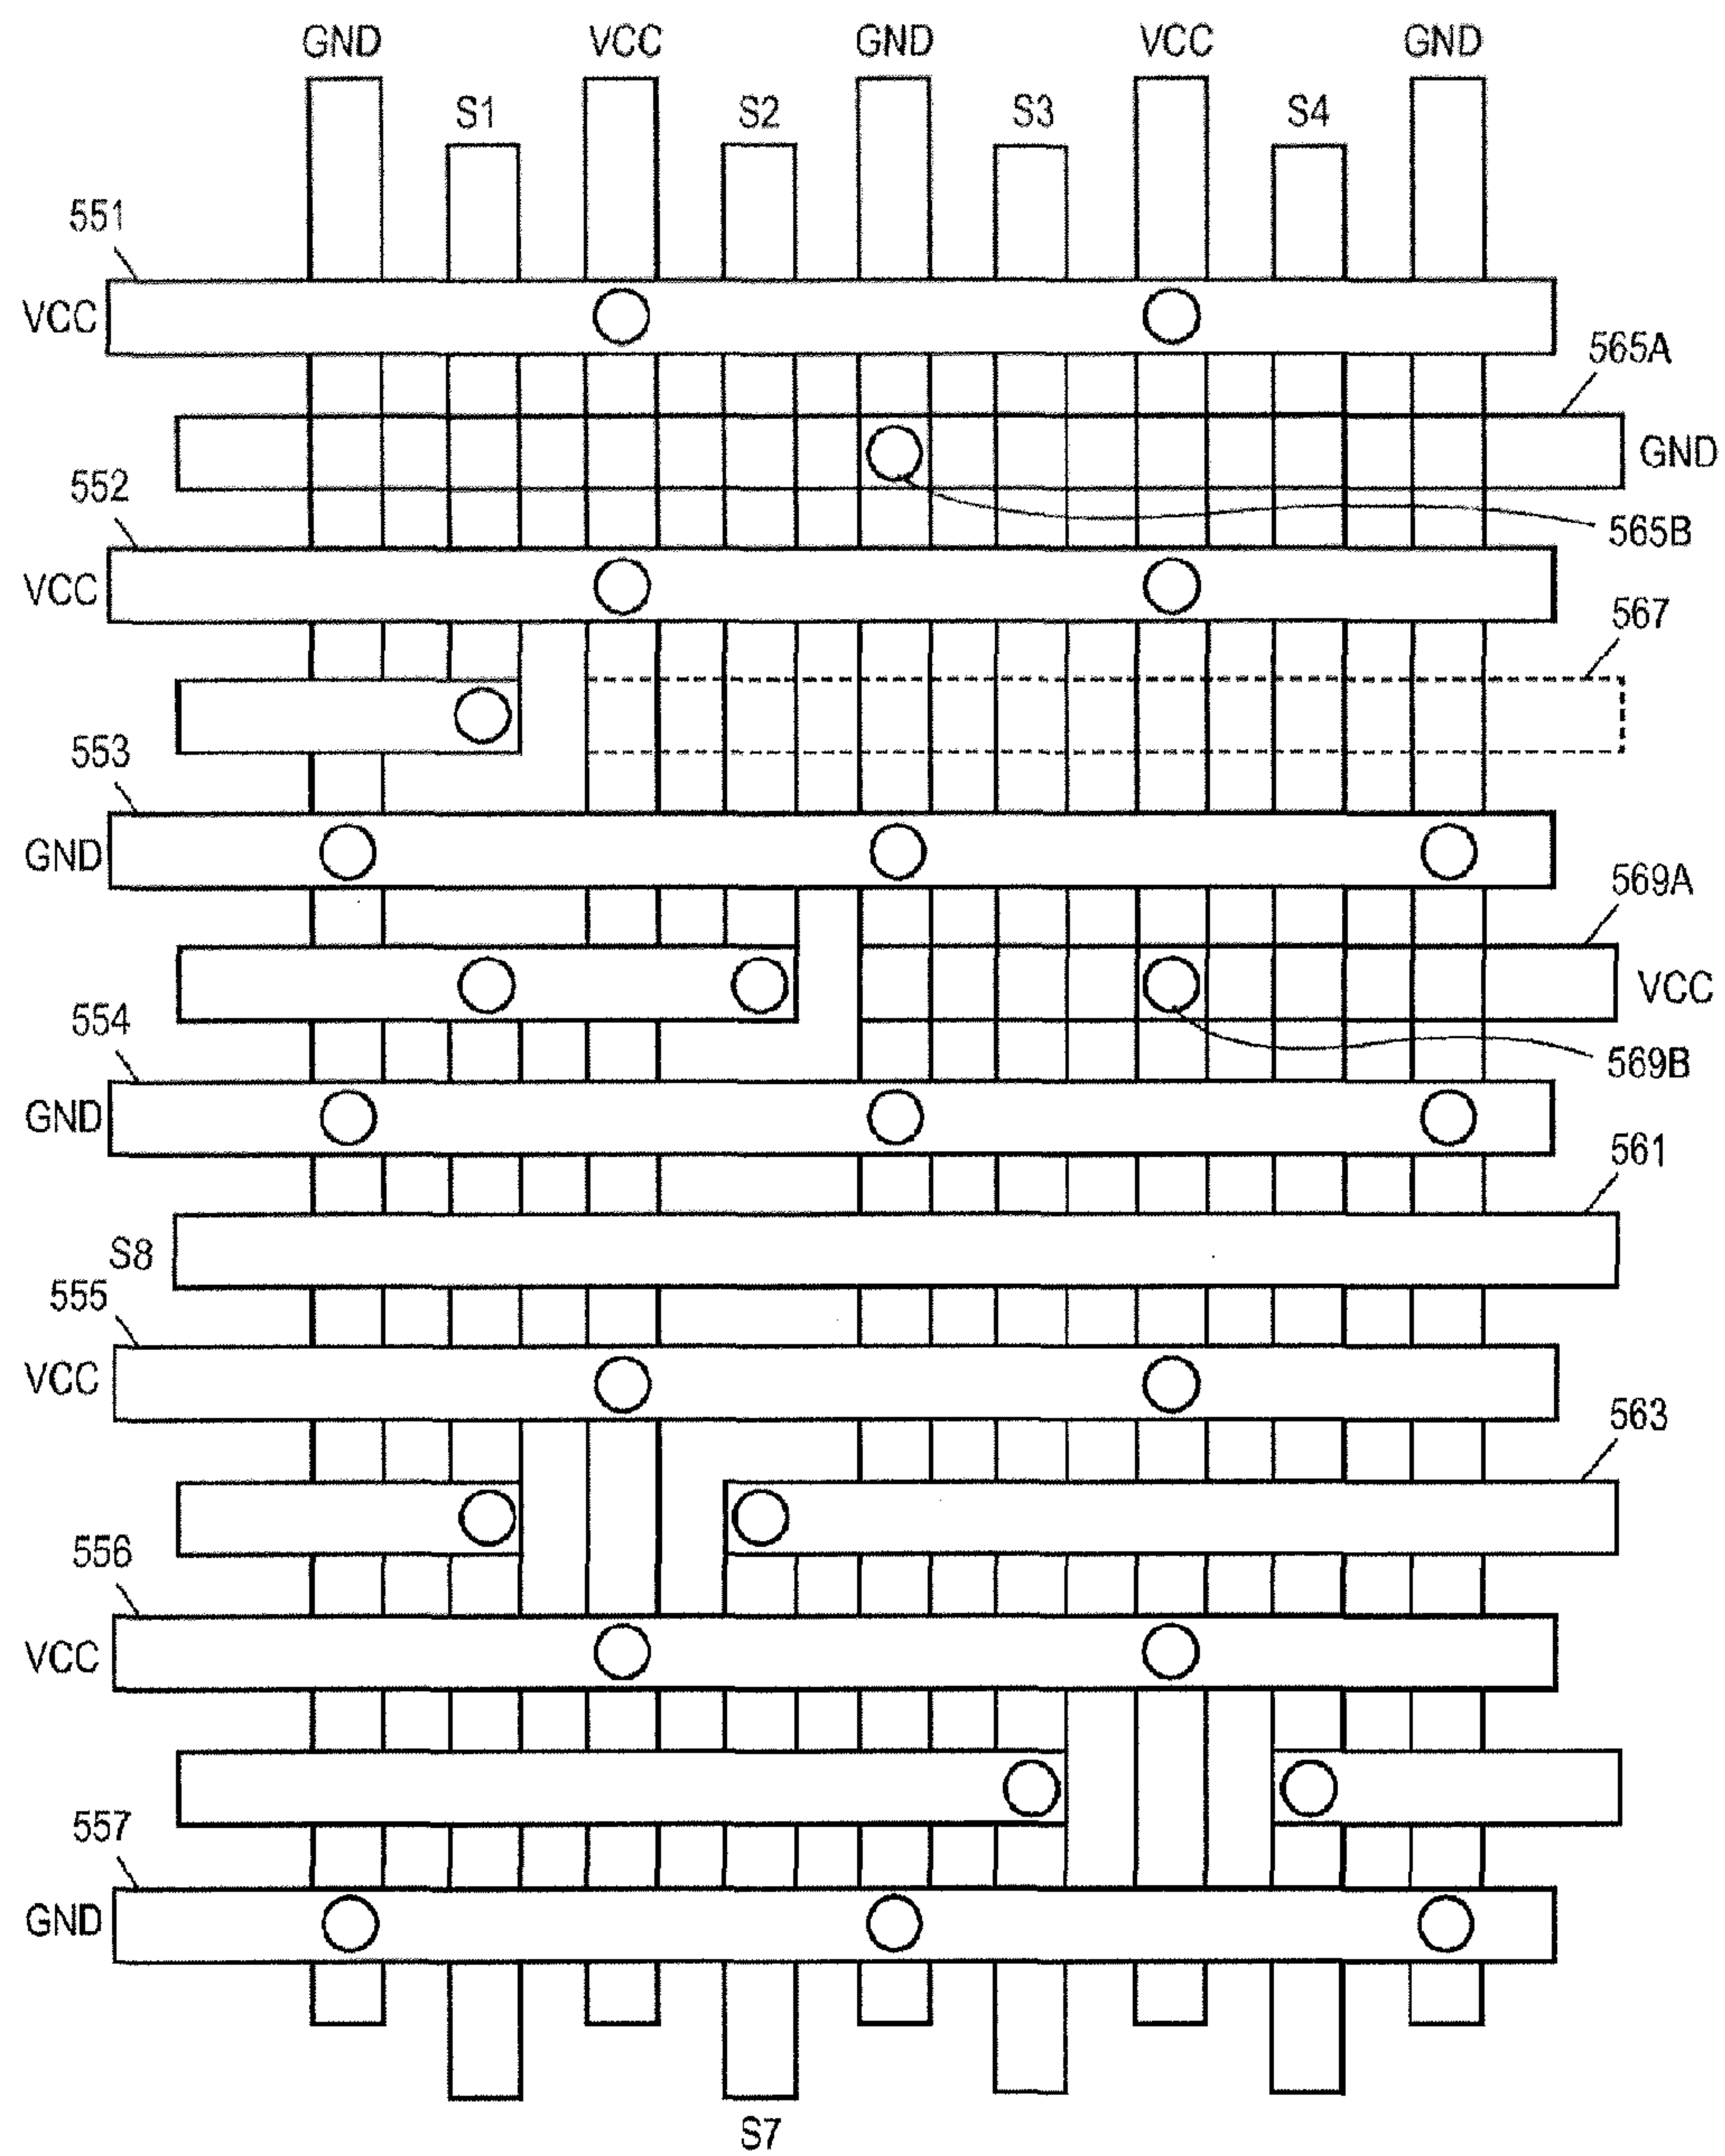 GND VCC GND VCC GND
S1 S2 S3 S4
551
VCC
565A
GND
552
565B
VCC
567
553
GND
569A
VCC
554
569B
GND
561
S8
555
VCC
563
556
VCC
557
GND
S7